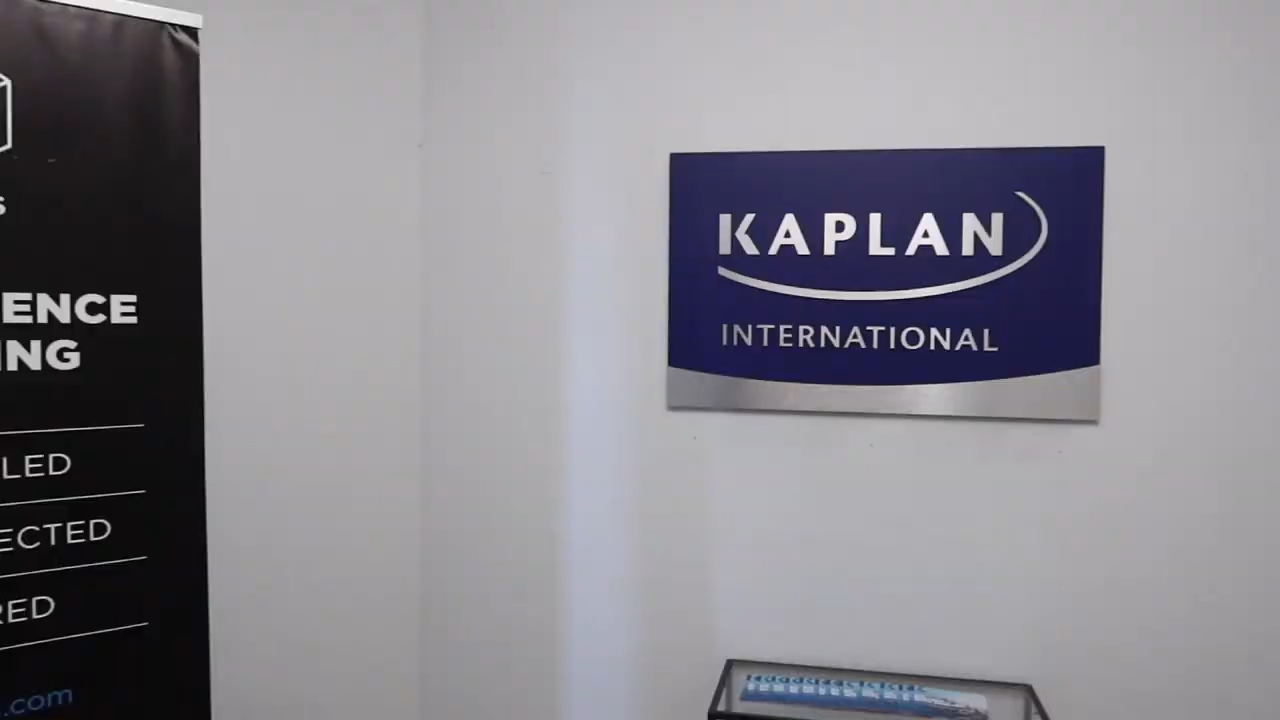 S
ENCE
ING
LED
ECTED
RED
.com
KAPLAN
INTERNATIONAL